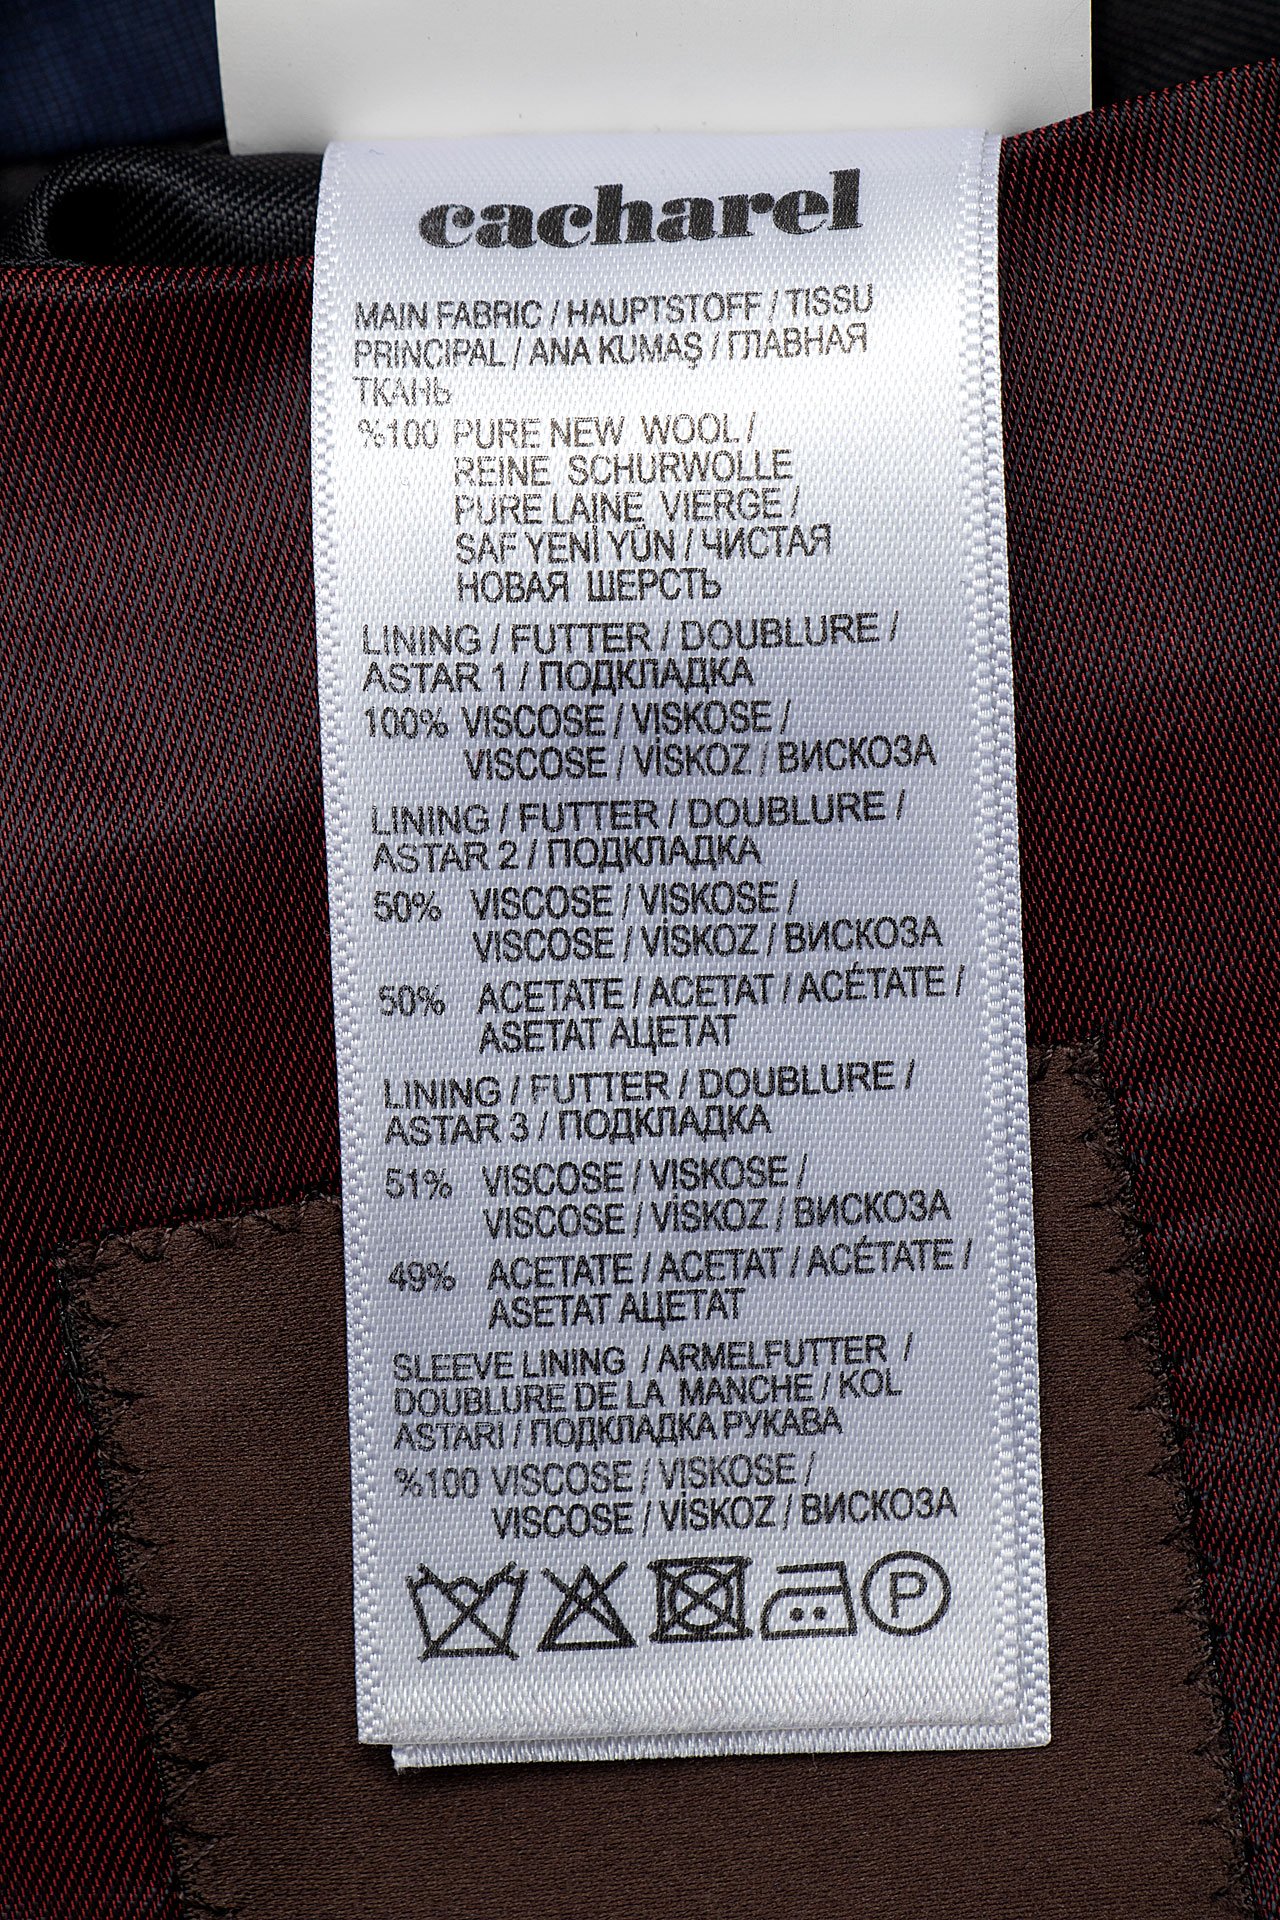 cacharel
MAIN FABRIC / HAUPTSTOFF / TISSU
PRINCIPAL / ANA KUMAŞ / ГЛАВНАЯ
ТКАНЬ
%100 PURE NEW WOOL /
REINE SCHURWOLLE
PURE LAINE VIERGE /
SAF YENİ YÜN / ЧИСТАЯ
НОВАЯ ШЕРСТЬ
LINING / FUTTER / DOUBLURE /
ASTAR 1 / ПОДКЛАДКА
100% VISCOSE / VISKOSE /
VISCOSE / VİSKOZ / ВИСКОЗА
LINING / FUTTER / DOUBLURE /
ASTAR 2 / ПОДКЛАДКА
50% VISCOSE / VISKOSE /
VISCOSE / VİSKOZ / ВИСКОЗА
50% ACETATE / ACETAT / ACÉTATE /
ASETAT АЦЕТАТ
LINING / FUTTER / DOUBLURE /
ASTAR 3 / ПОДКЛАДКА
51% VISCOSE / VISKOSE /
VISCOSE / VİSKOZ / ВИСКОЗА
49% ACETATE / ACETAT / ACÉTATE /
ASETAT АЦЕТАТ
SLEEVE LINING / ARMELFUTTER /
DOUBLURE DE LA MANCHE / KOL
ASTARI / ПОДКЛАДКА РУКАВА
%100 VISCOSE / VISKOSE /
VISCOSE / VİSKOZ / ВИСКОЗА
P